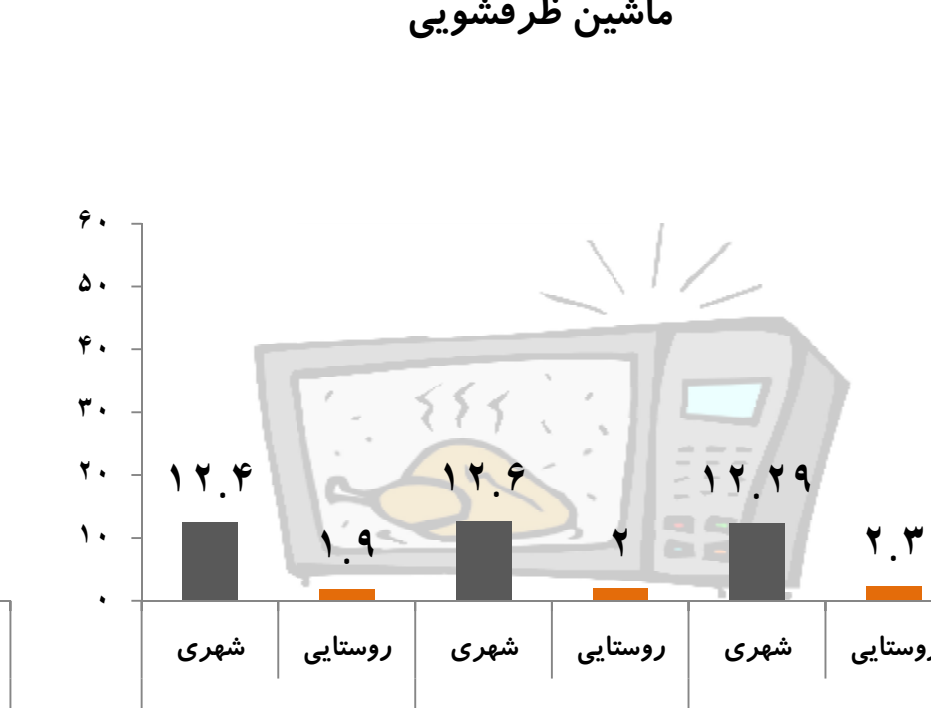 ماشین ظرفشویی
۶۰
۵۰
۴۰
۳۰
۲۰
۱۰
۰
۱۲.۴
۱.۹
۱۲.۶
۲
۱۲.۲۹
۲.۳
شهری
روستایی
شهری
روستایی
شهری
روستایی